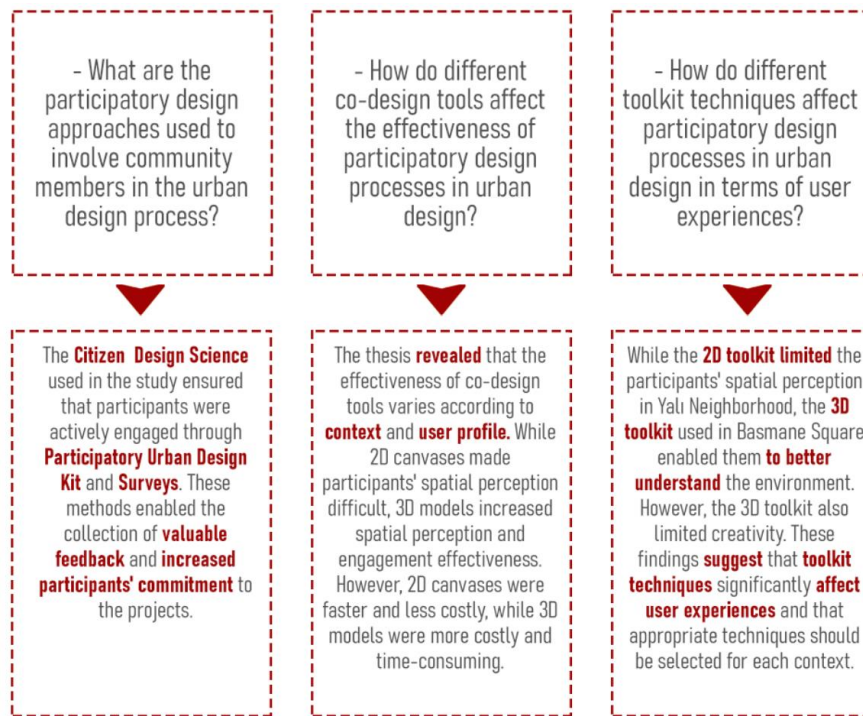 - What are the
participatory design
approaches used to
involve community
members in the urban
design process?
- How do different
co-design tools affect
the effectiveness of
participatory design
processes in urban
design?
- How do different
toolkit techniques affect
participatory design
processes in urban
design in terms of user
experiences?
The Citizen Design Science
used in the study ensured
that participants were
actively engaged through
Participatory Urban Design
Kit and Surveys. These
methods enabled the
collection of valuable
feedback and increased
participants' commitment to
the projects.
The thesis revealed that the
effectiveness of co-design
tools varies according to
context and user profile. While
2D canvases made
participants' spatial perception
difficult, 3D models increased
spatial perception and
engagement effectiveness.
However, 2D canvases were
faster and less costly, while 3D
models were more costly and
time-consuming.
While the 2D toolkit limited the
participants' spatial perception
in Yalı Neighborhood, the 3D
toolkit used in Basmane Square
enabled them to better
understand the environment.
However, the 3D toolkit also
limited creativity. These
findings suggest that toolkit
techniques significantly affect
user experiences and that
appropriate techniques should
be selected for each context.